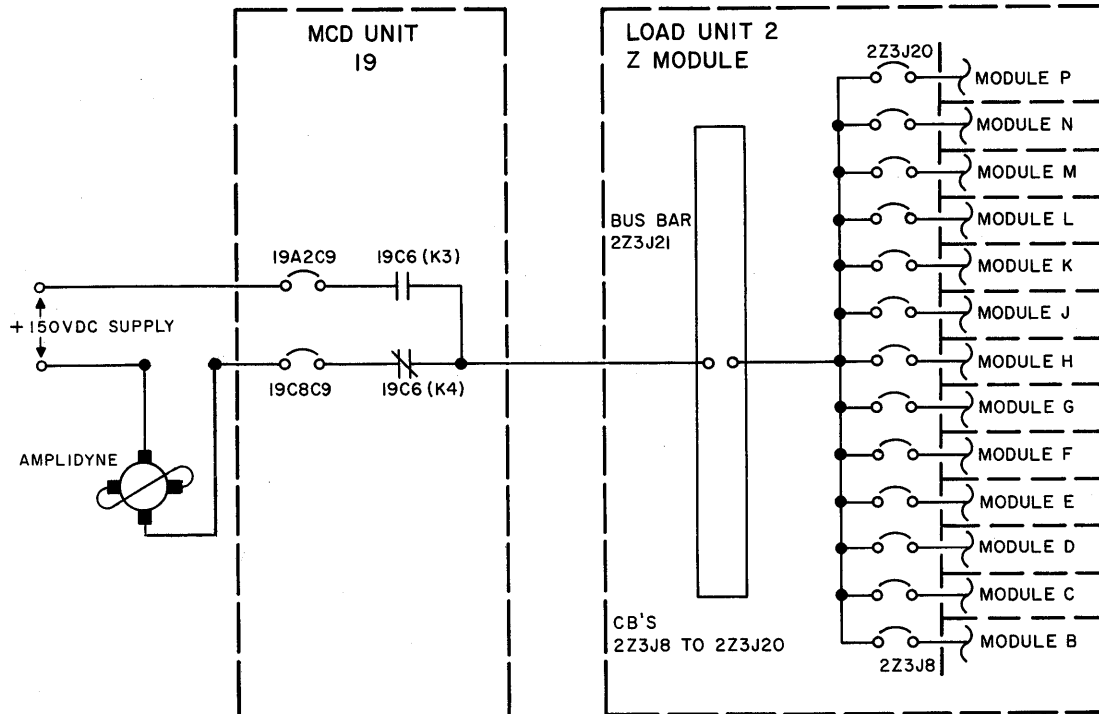 MCD UNIT
19
LOAD UNIT 2
Z MODULE
2Z3J20
MODULE P
MODULE N
MODULE M
MODULE L
BUS BAR
2Z3J21
MODULE K
19A2C9
19C6 (K3)
MODULE J
+150VDC SUPPLY
MODULE H
19C8C9
19C6 (K4)
MODULE G
AMPLIDYNE
MODULE F
MODULE E
MODULE D
MODULE C
CB'S
2Z3J8 TO 2Z3J20
MODULE B
2Z3J8